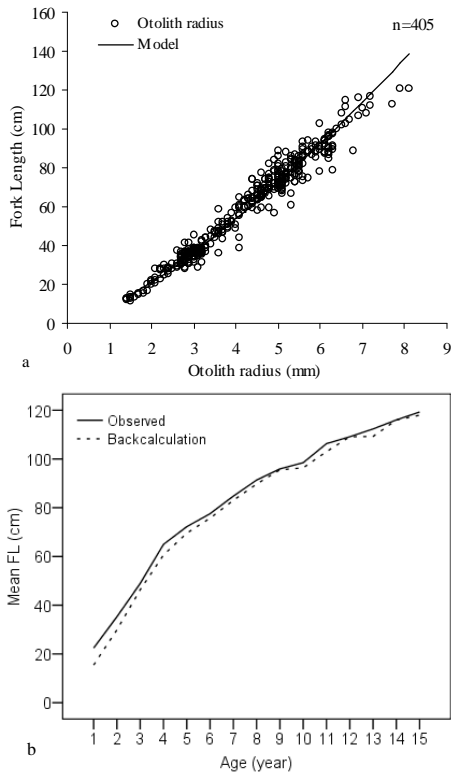 160
140
120
100
80
60
40
20
0
Fork Length (cm)
Otolith radius
Model
n=405
0 1 2 3 4 5 6 7 8 9
Otolith radius (mm)
a
120
100
80
60
40
20
0
Mean FL (cm)
Observed
Backcalculation
1 2 3 4 5 6 7 8 9 10 11 12 13 14 15
Age (year)
b